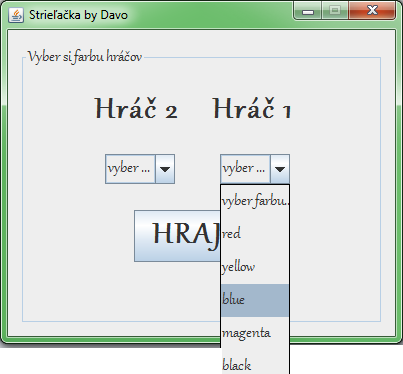 Strieľačka by Davo
Vyber si farbu hráčov
Hráč 2 Hráč 1
vyber ... vyber ...
vyber farbu..
HRAJ
red
yellow
blue
magenta
black